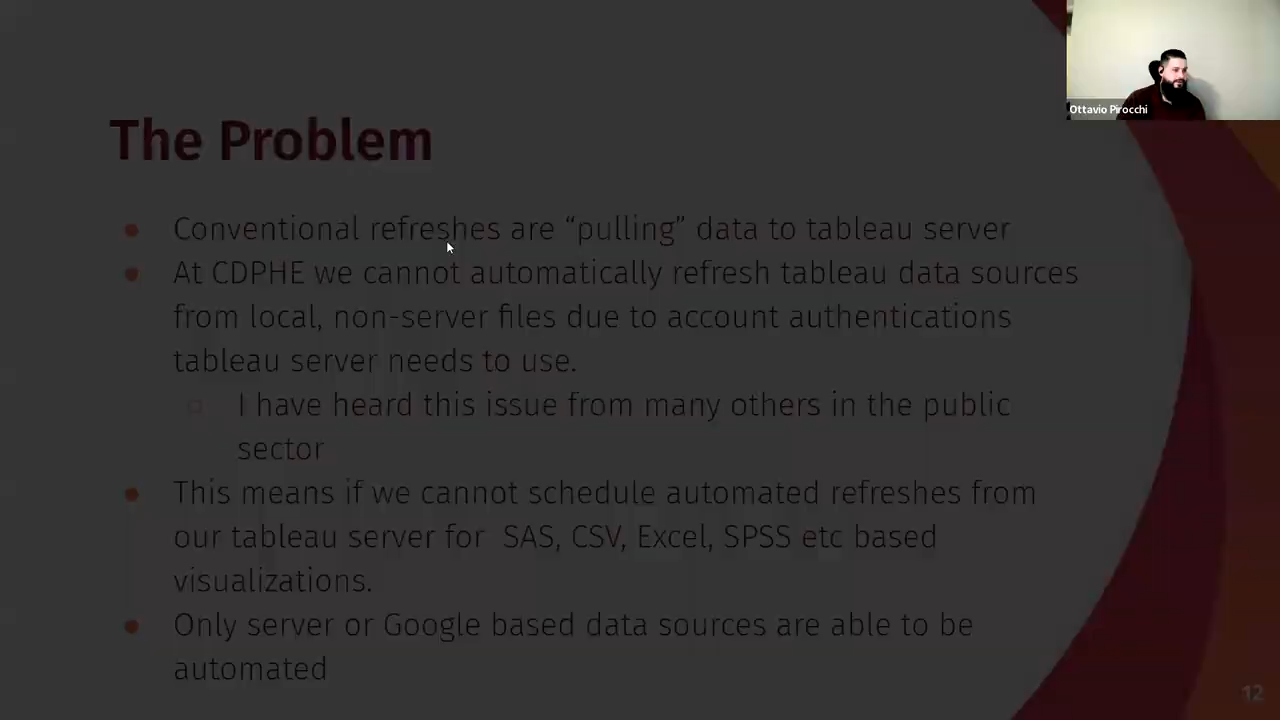 Ottavio Pirocchi
The Problem
● Conventional refreshes are “pulling” data to tableau server
● At CDPHE we cannot automatically refresh tableau data sources
from local, non-server files due to account authentications
tableau server needs to use.
○ I have heard this issue from many others in the public
sector
● This means if we cannot schedule automated refreshes from
our tableau server for  SAS, CSV, Excel, SPSS etc based
visualizations.
● Only server or Google based data sources are able to be
automated
12